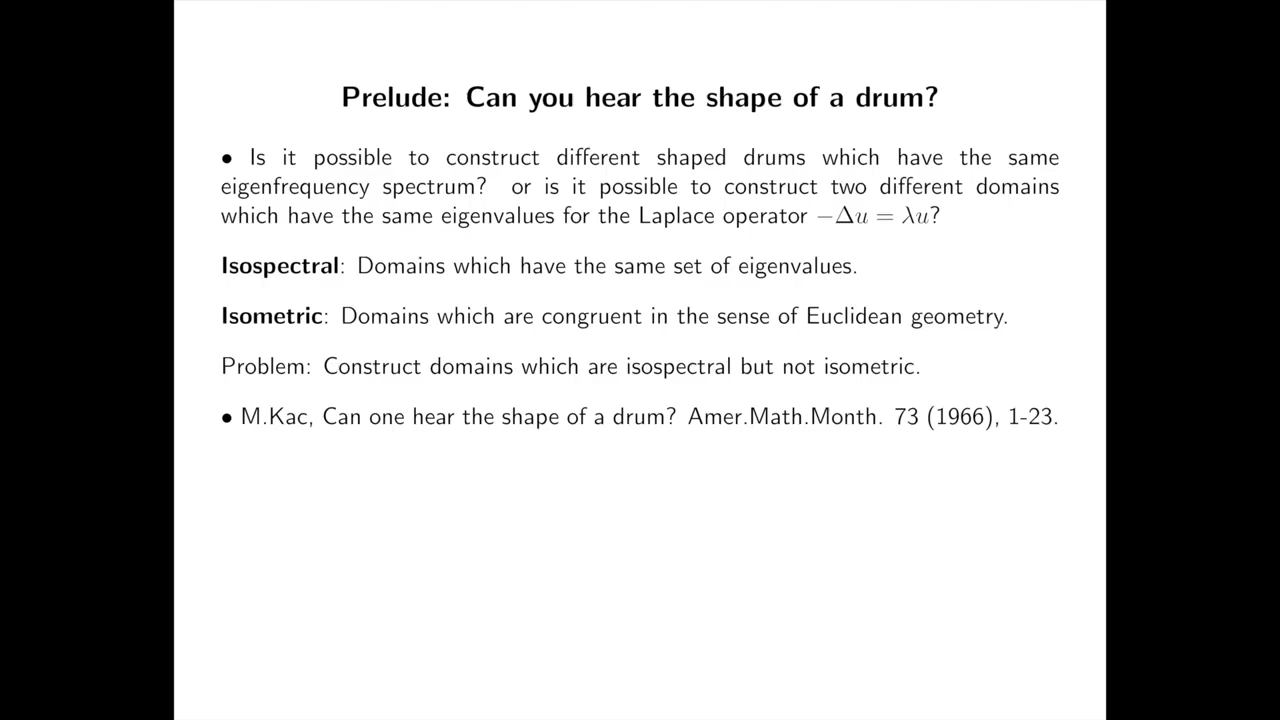 Prelude: Can you hear the shape of a drum?
• Is it possible to construct different shaped drums which have the same
eigenfrequency spectrum? or is it possible to construct two different domains
which have the same eigenvalues for the Laplace operator −Δu = λu?
Isospectral: Domains which have the same set of eigenvalues.
Isometric: Domains which are congruent in the sense of Euclidean geometry.
Problem: Construct domains which are isospectral but not isometric.
• M.Kac, Can one hear the shape of a drum? Amer.Math.Month. 73 (1966), 1-23.